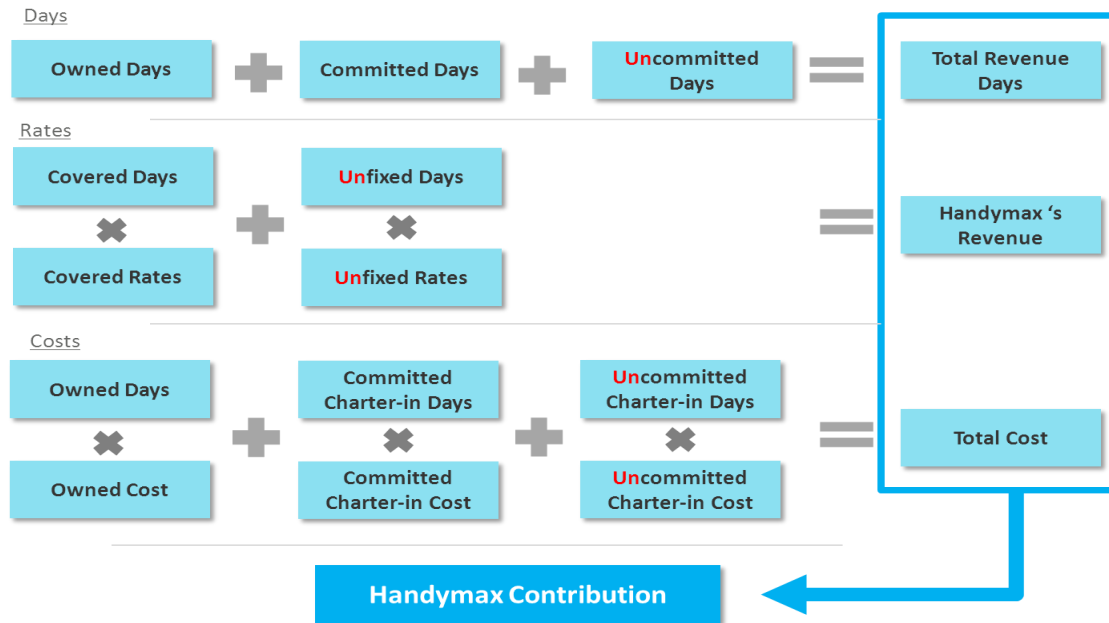 Days
Owned Days
Committed Days
Uncommitted
Days
Total Revenue
Days
Rates
Covered Days
Unfixed Days
Covered Rates
Unfixed Rates
Handymax ‘s
Revenue
Costs
Owned Days
Committed
Charter-in Days
Uncommitted
Charter-in Days
Owned Cost
Committed
Charter-in Cost
Uncommitted
Charter-in Cost
Total Cost
Handymax Contribution